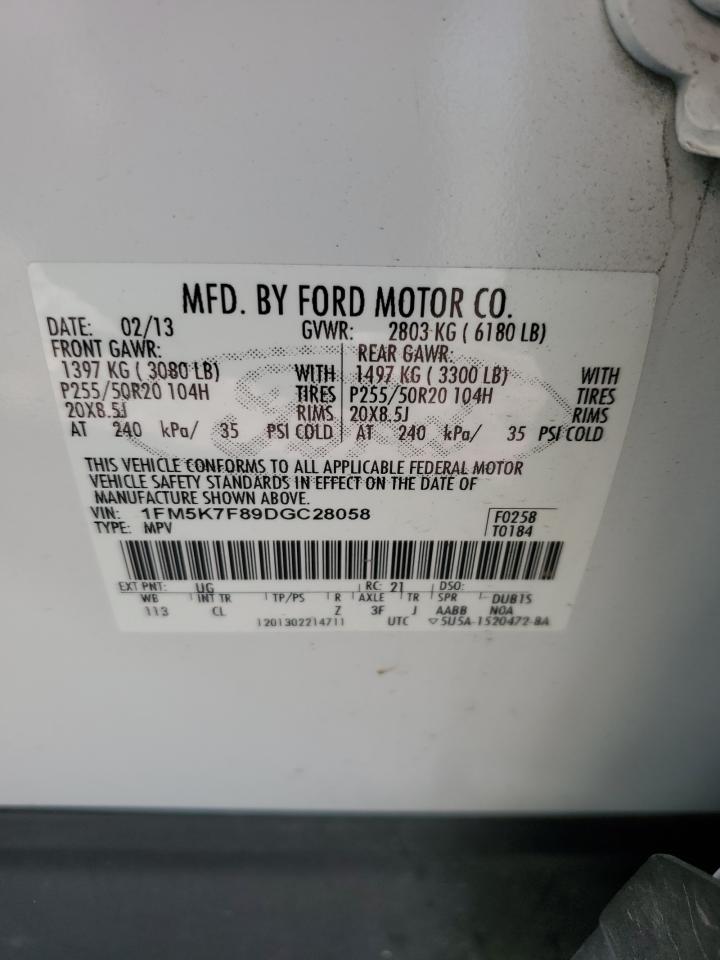 MFD. BY FORD MOTOR CO.
DATE: 02/13 GVWR: 2803 KG ( 6180 LB)
FRONT GAWR: REAR GAWR:
1397 KG ( 3080 LB) WITH 1497 KG ( 3300 LB) WITH
P255/50R20 104H TIRES P255/50R20 104H TIRES
20X8.5J RIMS 20X8.5J RIMS
AT 240 kPa/ 35 PSI COLD AT 240 kPa/ 35 PSI COLD
THIS VEHICLE CONFORMS TO ALL APPLICABLE FEDERAL MOTOR
VEHICLE SAFETY STANDARDS IN EFFECT ON THE DATE OF
MANUFACTURE SHOWN ABOVE.
VIN: 1FM5K7F89DGC28058 F0258
TYPE: MPV T0184
EXT PNT: UG RC: 21 DSO:
WB INT TR TP/PS R AXLE TR SPR DUB1S
113 CL Z 3F J AABB N0A
1201302214711 UTC ▽5U5A-1520472-BA